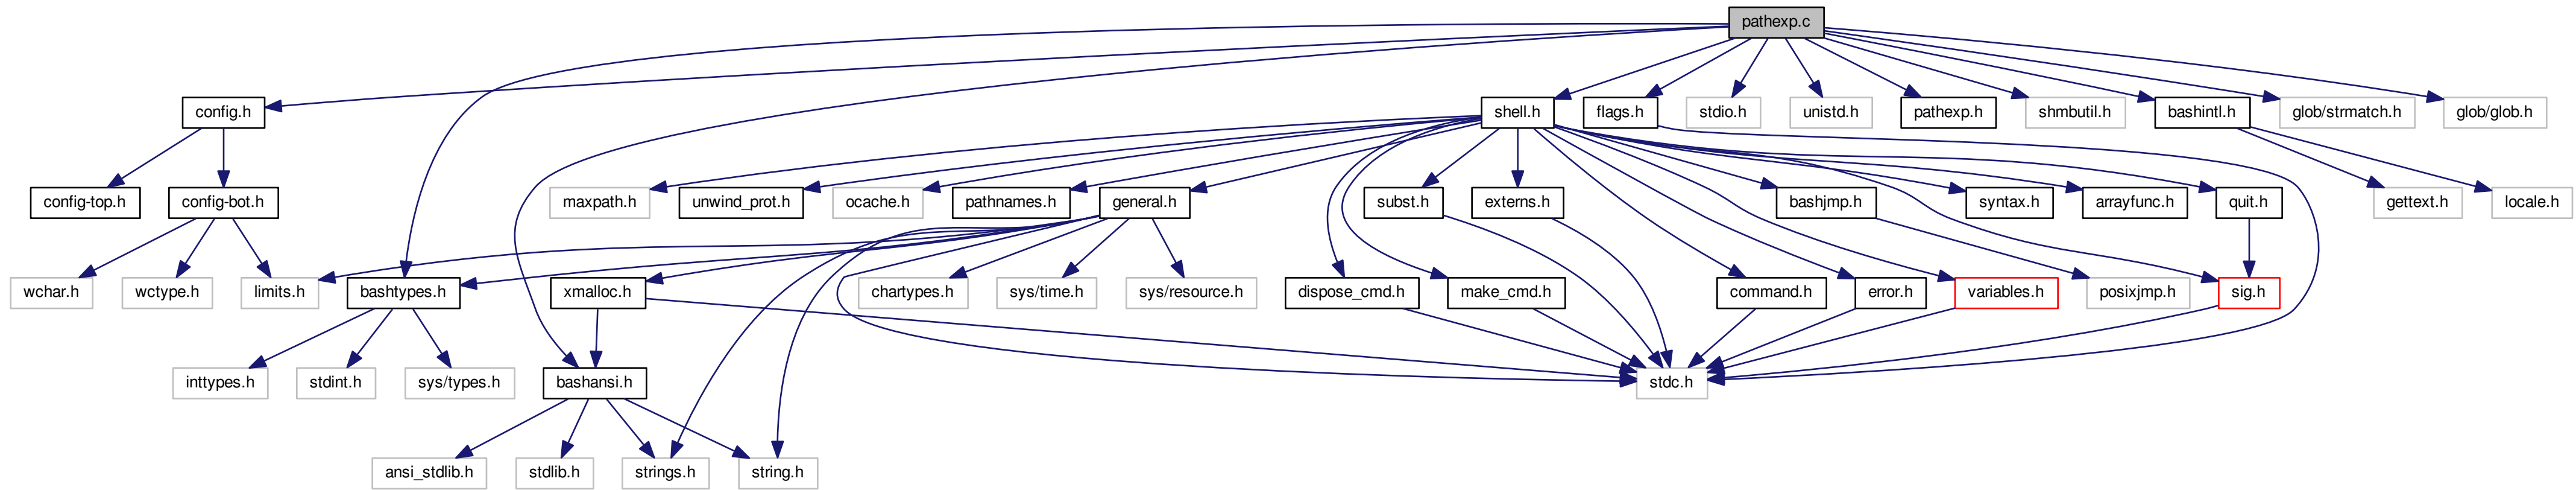 pathexp.c
config.h
shell.h
flags.h
stdio.h
unistd.h
pathexp.h
shmbutil.h
bashintl.h
glob/strmatch.h
glob/glob.h
config-top.h
config-bot.h
maxpath.h
unwind_prot.h
ocache.h
pathnames.h
general.h
subst.h
externs.h
bashjmp.h
syntax.h
arrayfunc.h
quit.h
gettext.h
locale.h
wchar.h
wctype.h
limits.h
bashtypes.h
xmalloc.h
chartypes.h
sys/time.h
sys/resource.h
dispose_cmd.h
make_cmd.h
command.h
error.h
variables.h
posixjmp.h
sig.h
inttypes.h
stdint.h
sys/types.h
bashansi.h
stdc.h
ansi_stdlib.h
stdlib.h
strings.h
string.h